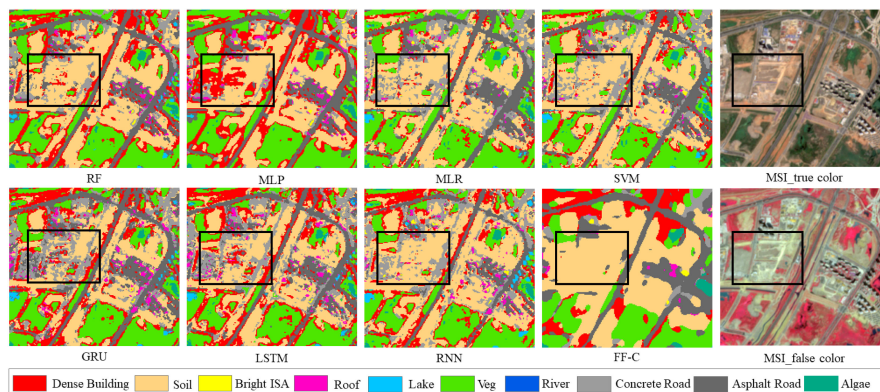 RF MLP MLR SVM MSI_true color
GRU LSTM RNN FF-C MSI_false color
Dense Building Soil Bright ISA Roof Lake Veg River Concrete Road Asphalt Road Algae